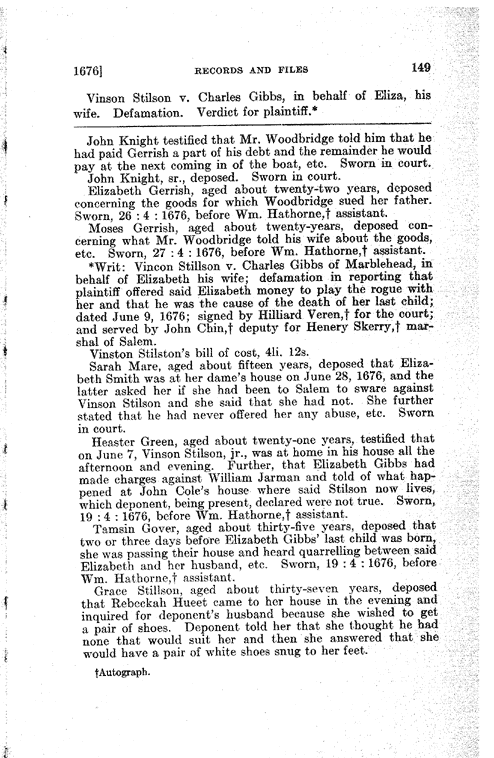 1676]	RECORDS AND FILES	149
Vinson Stilson v. Charles Gibbs, in behalf of Eliza, his
wife. Defamation. Verdict for plaintiff.*
John Knight testified that Mr. Woodbridge told him that he
had paid Gerrish a part of his debt and the remainder he would
pay at the next coming in of the boat, etc. Sworn in court.
John Knight, sr., deposed. Sworn in court.
Elizabeth Gerrish, aged about twenty-two years, deposed
concerning the goods for which Woodbridge sued her father.
Sworn, 26 : 4 : 1676, before Wm. Hathorne,† assistant.
Moses Gerrish, aged about twenty-years, deposed con-
cerning what Mr. Woodbridge told his wife about the goods,
etc. Sworn, 27 : 4 : 1676, before Wm. Hathorne,† assistant.
*Writ: Vincon Stillson v. Charles Gibbs of Marblehead, in
behalf of Elizabeth his wife; defamation in reporting that
plaintiff offered said Elizabeth money to play the rogue with
her and that he was the cause of the death of her last child;
dated June 9, 1676; signed by Hilliard Veren,† for the court;
and served by John Chin,† deputy for Henery Skerry,† mar-
shal of Salem.
Vinston Stilston's bill of cost, 4li. 12s.
Sarah Mare, aged about fifteen years, deposed that Eliza-
beth Smith was at her dame's house on June 28, 1676, and the
latter asked her if she had been to Salem to sware against
Vinson Stilson and she said that she had not. She further
stated that he had never offered her any abuse, etc. Sworn
in court.
Heaster Green, aged about twenty-one years, testified that
on June 7, Vinson Stilson, jr., was at home in his house all the
afternoon and evening. Further, that Elizabeth Gibbs had
made charges against William Jarman and told of what hap-
pened at John Cole's house where said Stilson now lives,
which deponent, being present, declared were not true. Sworn,
19 : 4 : 1676, before Wm. Hathorne,† assistant.
Tamsin Gover, aged about thirty-five years, deposed that
two or three days before Elizabeth Gibbs' last child was born,
she was passing their house and heard quarrelling between said
Elizabeth and her husband, etc. Sworn, 19 : 4 : 1676, before
Wm. Hathorne,† assistant.
Grace Stillson, aged about thirty-seven years, deposed
that Rebeckah Hueet came to her house in the evening and
inquired for deponent's husband because she wished to get
a pair of shoes. Deponent told her that she thought he had
none that would suit her and then she answered that she
would have a pair of white shoes snug to her feet.
†Autograph.